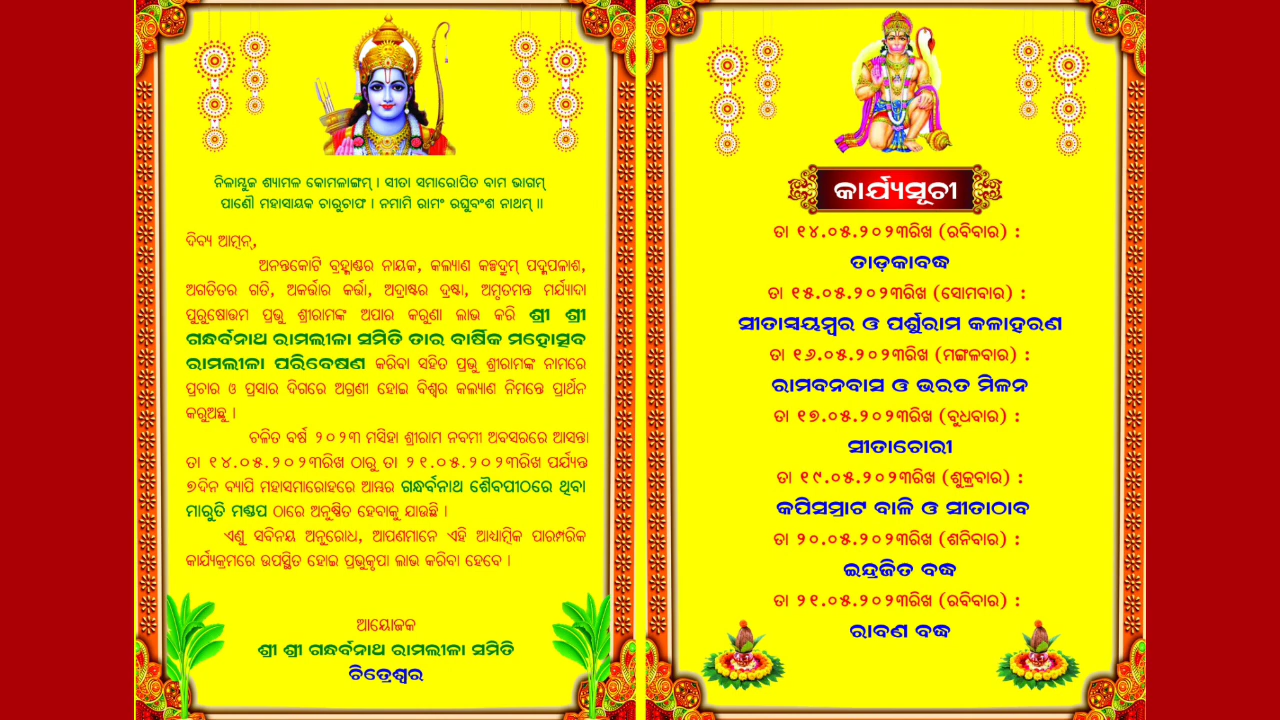 ନିଳାମ୍ବୁଜ ଶ୍ୟାମଳ କୋମଳାଙ୍ଗମ୍ । ସୀତା ସମାରୋପିତ ବାମ ଭାଗମ୍
ପାଣୌ ମହାସାୟକ ଚାରୁଚାଫ । ନମାମି ରାମଂ ରଘୁବଂଶ ନାଥମ୍ ॥
ଦିବ୍ୟ ଆତ୍ମନ୍,
ଅନନ୍ତକୋଟି ବ୍ରହ୍ମାଣ୍ଡର ନାୟକ, କଲ୍ୟାଣ କଳ୍ପଦ୍ରୁମ୍ ପଦ୍ମପଳାଶ,
ଅଗତିତର ଗତି, ଅକର୍ତ୍ତାର କର୍ତ୍ତା, ଅଦ୍ରାଷ୍ଟର ଦ୍ରଷ୍ଟା, ଅମୃତମନ୍ତ ମର୍ଯ୍ୟାଦା
ପୁରୁଷୋତ୍ତମ ପ୍ରଭୁ ଶ୍ରୀରାମଙ୍କ ଅପାର କରୁଣା ଲାଭ କରି ଶ୍ରୀ ଶ୍ରୀ
ଗନ୍ଧର୍ବନାଥ ରାମଲୀଳା ସମିତି ତାର ବାର୍ଷିକ ମହୋତ୍ସବ
ରାମଲୀଳା ପରିବେଷଣ କରିବା ସହିତ ପ୍ରଭୁ ଶ୍ରୀରାମଙ୍କ ନାମରେ
ପ୍ରଚାର ଓ ପ୍ରସାର ଦିଗରେ ଅଗ୍ରଣୀ ହୋଇ ବିଶ୍ୱର କଲ୍ୟାଣ ନିମନ୍ତେ ପ୍ରାର୍ଥନ
କରୁଅଛୁ ।
ଚଳିତ ବର୍ଷ ୨୦୨୩ ମସିହା ଶ୍ରୀରାମ ନବମୀ ଅବସରରେ ଆସନ୍ତା
ତା ୧୪.୦୫.୨୦୨୩ରିଖ ଠାରୁ ତା ୨୧.୦୫.୨୦୨୩ରିଖ ପର୍ଯ୍ୟନ୍ତ
୭ଦିନ ବ୍ୟାପି ମହାସମାରୋହରେ ଆମ୍ଭର ଗନ୍ଧର୍ବନାଥ ଶୈବପୀଠରେ ଥିବା
ମାରୁତି ମଣ୍ଡପ ଠାରେ ଅନୁଷ୍ଠିତ ହେବାକୁ ଯାଉଛି ।
ଏଣୁ ସବିନୟ ଅନୁରୋଧ, ଆପଣମାନେ ଏହି ଆଧ୍ୟାତ୍ମିକ ପାରମ୍ପରିକ
କାର୍ଯ୍ୟକ୍ରମରେ ଉପସ୍ଥିତ ହୋଇ ପ୍ରଭୁକୃପା ଲାଭ କରିବା ହେବେ ।
ଆୟୋଜକ
ଶ୍ରୀ ଶ୍ରୀ ଗନ୍ଧର୍ବନାଥ ରାମଲୀଳା ସମିତି
ଚିତ୍ରେଶ୍ୱର
କାର୍ଯ୍ୟସୂଚୀ
ତା ୧୪.୦୫.୨୦୨୩ରିଖ (ରବିବାର) :
ତାଡ଼କାବଦ୍ଧ
ତା ୧୫.୦୫.୨୦୨୩ରିଖ (ସୋମବାର) :
ସୀତାସ୍ୱୟମ୍ବର ଓ ପର୍ଶୁରାମ କଳାହରଣ
ତା ୧୬.୦୫.୨୦୨୩ରିଖ (ମଙ୍ଗଳବାର) :
ରାମବନବାସ ଓ ଭରତ ମିଳନ
ତା ୧୭.୦୫.୨୦୨୩ରିଖ (ବୁଧବାର) :
ସୀତାଚୋରୀ
ତା ୧୯.୦୫.୨୦୨୩ରିଖ (ଶୁକ୍ରବାର) :
କପିସମ୍ରାଟ ବାଳି ଓ ସୀତାଠାବ
ତା ୨୦.୦୫.୨୦୨୩ରିଖ (ଶନିବାର) :
ଇନ୍ଦ୍ରଜିତ ବଦ୍ଧ
ତା ୨୧.୦୫.୨୦୨୩ରିଖ (ରବିବାର) :
ରାବଣ ବଦ୍ଧ